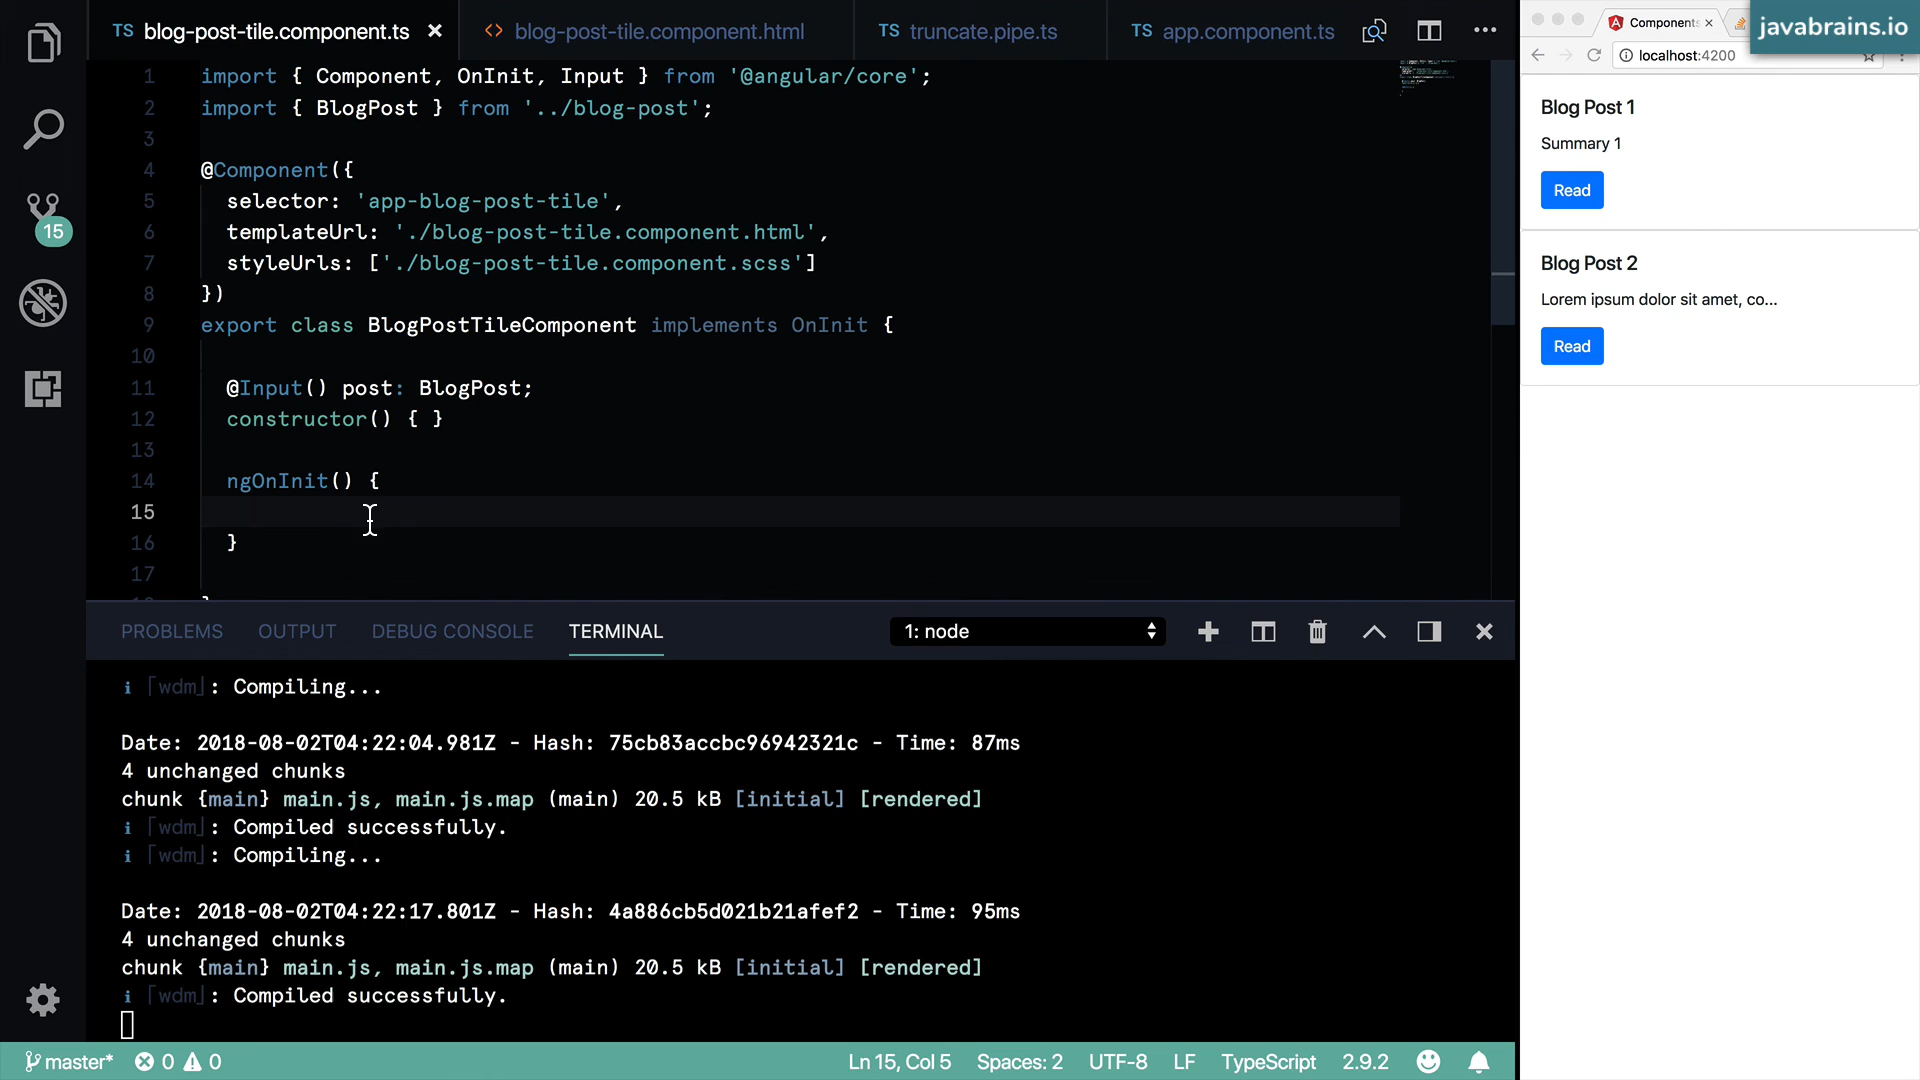 TS blog-post-tile.component.ts × <> blog-post-tile.component.html TS truncate.pipe.ts TS app.component.ts
1 import { Component, OnInit, Input } from '@angular/core';
2 import { BlogPost } from '../blog-post';
3
4 @Component({
5 selector: 'app-blog-post-tile',
6 templateUrl: './blog-post-tile.component.html',
7 styleUrls: ['./blog-post-tile.component.scss']
8 })
9 export class BlogPostTileComponent implements OnInit {
10
11 @Input() post: BlogPost;
12 constructor() { }
13
14 ngOnInit() {
15
16 }
17
15
PROBLEMS OUTPUT DEBUG CONSOLE TERMINAL 1: node
i ⌈wdm⌋: Compiling...
Date: 2018-08-02T04:22:04.981Z - Hash: 75cb83accbc96942321c - Time: 87ms
4 unchanged chunks
chunk {main} main.js, main.js.map (main) 20.5 kB [initial] [rendered]
i ⌈wdm⌋: Compiled successfully.
i ⌈wdm⌋: Compiling...
Date: 2018-08-02T04:22:17.801Z - Hash: 4a886cb5d021b21afef2 - Time: 95ms
4 unchanged chunks
chunk {main} main.js, main.js.map (main) 20.5 kB [initial] [rendered]
i ⌈wdm⌋: Compiled successfully.
master* 0 0 Ln 15, Col 5 Spaces: 2 UTF-8 LF TypeScript 2.9.2
Components ×
javabrains.io
localhost:4200
Blog Post 1
Summary 1
Read
Blog Post 2
Lorem ipsum dolor sit amet, co...
Read